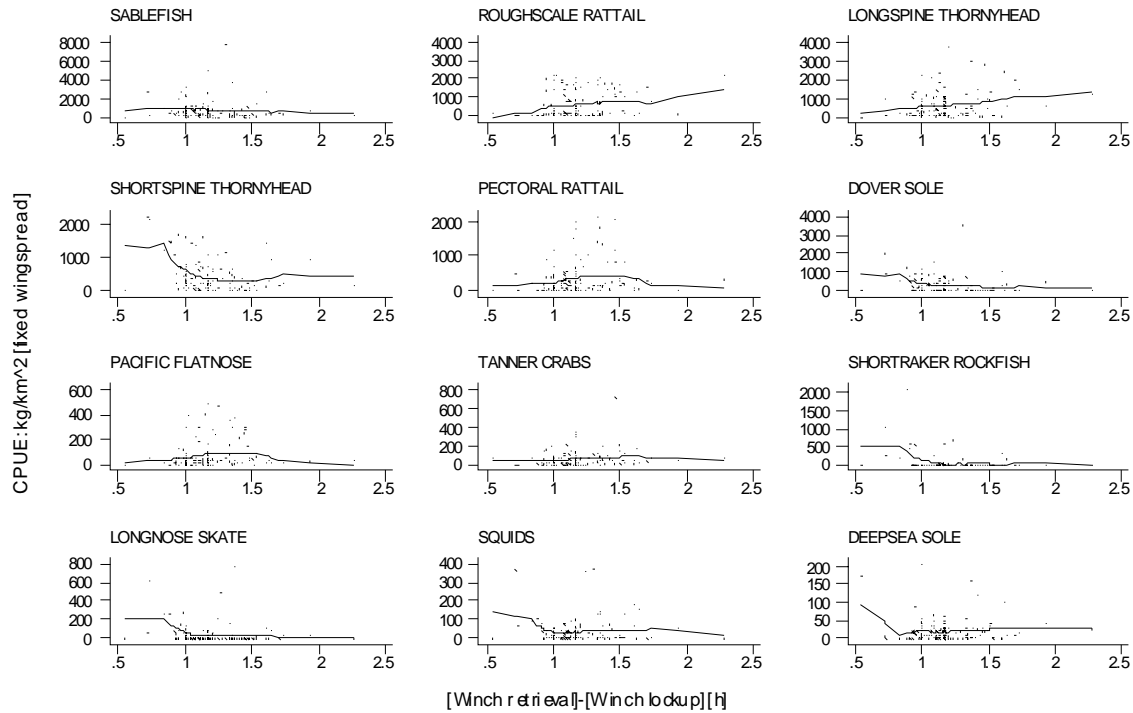 SABLEFISH ROUGHSCALE RATTAIL LONGSPINE THORNYHEAD
8000 4000 4000
6000 3000 3000
4000 2000 2000
2000 1000 1000
0 0 0
.5 1 1.5 2 2.5 .5 1 1.5 2 2.5 .5 1 1.5 2 2.5
SHORTSPINE THORNYHEAD PECTORAL RATTAIL DOVER SOLE
2000 2000 4000
1000 1000 3000
0 0 2000
1000
0
.5 1 1.5 2 2.5 .5 1 1.5 2 2.5 .5 1 1.5 2 2.5
CPUE:kg/km^2[fixed wingspread]
PACIFIC FLATNOSE TANNER CRABS SHORTRAKER ROCKFISH
600 800 2000
400 600 1500
200 400 1000
0 200 500
0 0
.5 1 1.5 2 2.5 .5 1 1.5 2 2.5 .5 1 1.5 2 2.5
LONGNOSE SKATE SQUIDS DEEPSEA SOLE
800 400 200
600 300 150
400 200 100
200 100 50
0 0 0
.5 1 1.5 2 2.5 .5 1 1.5 2 2.5 .5 1 1.5 2 2.5
[Winch retrieval]-[Winch lockup][h]